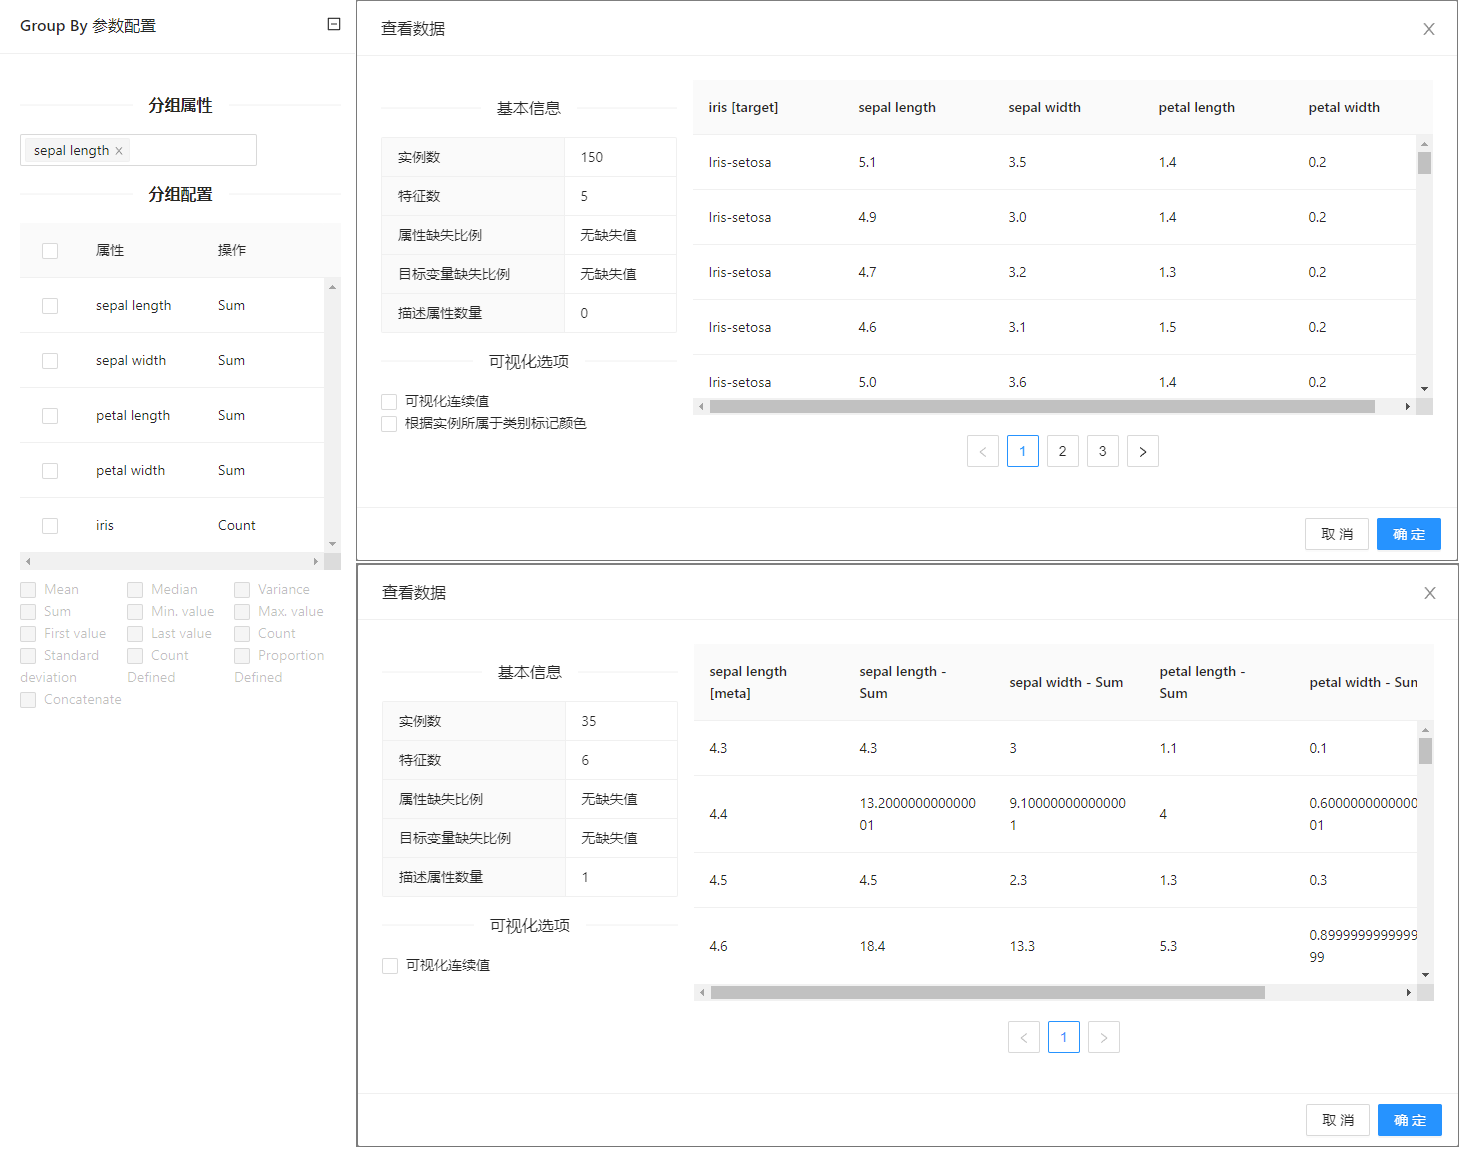 Group By 参数配置
分组属性
sepal length
分组配置
属性 操作
sepal length Sum
sepal width Sum
petal length Sum
petal width Sum
iris Count
Mean Median Variance
Sum Min. value Max. value
First value Last value Count
Standard deviation Count Defined Proportion Defined
Concatenate
查看数据
基本信息
实例数 150
特征数 5
属性缺失比例 无缺失值
目标变量缺失比例 无缺失值
描述属性数量 0
可视化选项
可视化连续值
根据实例所属于类别标记颜色
iris [target] sepal length sepal width petal length petal width
Iris-setosa 5.1 3.5 1.4 0.2
Iris-setosa 4.9 3.0 1.4 0.2
Iris-setosa 4.7 3.2 1.3 0.2
Iris-setosa 4.6 3.1 1.5 0.2
Iris-setosa 5.0 3.6 1.4 0.2
1 2 3
取 消 确 定
查看数据
基本信息
实例数 35
特征数 6
属性缺失比例 无缺失值
目标变量缺失比例 无缺失值
描述属性数量 1
可视化选项
可视化连续值
sepal length [meta] sepal length - Sum sepal width - Sum petal length - Sum petal width - Sum
4.3 4.3 3 1.1 0.1
4.4 13.200000000000001 9.100000000000001 4 0.600000000000001
4.5 4.5 2.3 1.3 0.3
4.6 18.4 13.3 5.3 0.899999999999999
1
取 消 确 定